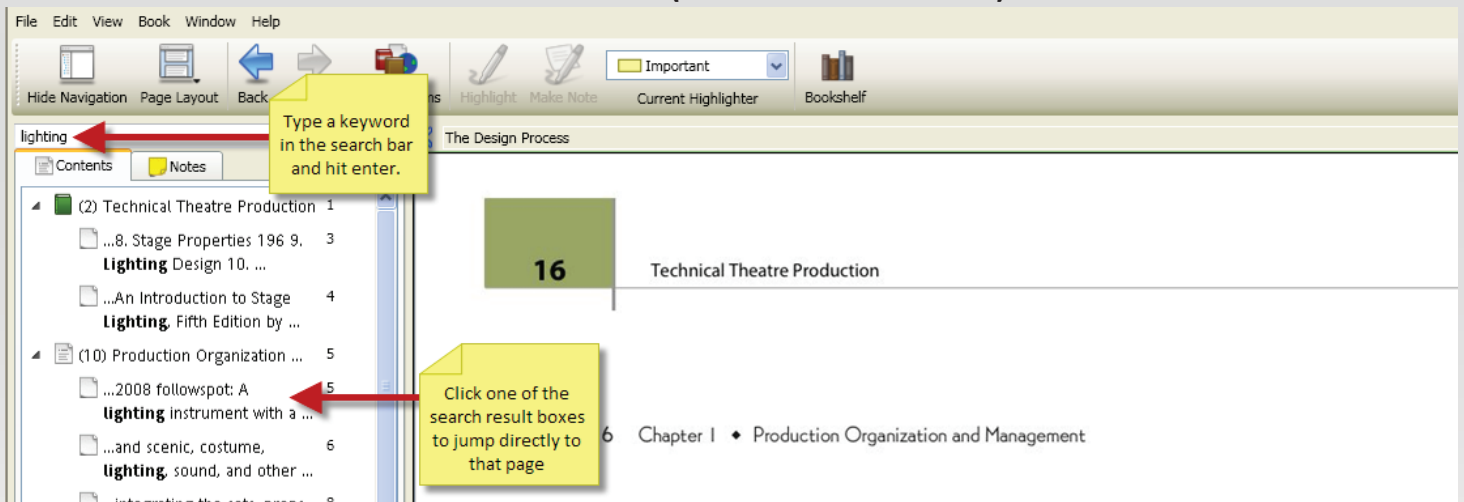 File Edit View Book Window Help
Hide Navigation Page Layout Back Highlight Make Note Important Current Highlighter Bookshelf
lighting
The Design Process
Type a keyword
in the search bar
and hit enter.
Contents Notes
(2) Technical Theatre Production 1
...8. Stage Properties 196 9. 3
Lighting Design 10. ...
...An Introduction to Stage 4
Lighting, Fifth Edition by ...
(10) Production Organization ... 5
...2008 followspot: A 5
lighting instrument with a ...
...and scenic, costume, 6
lighting, sound, and other ...
16 Technical Theatre Production
Click one of the
search result boxes
to jump directly to
that page
6 Chapter 1 ◆ Production Organization and Management